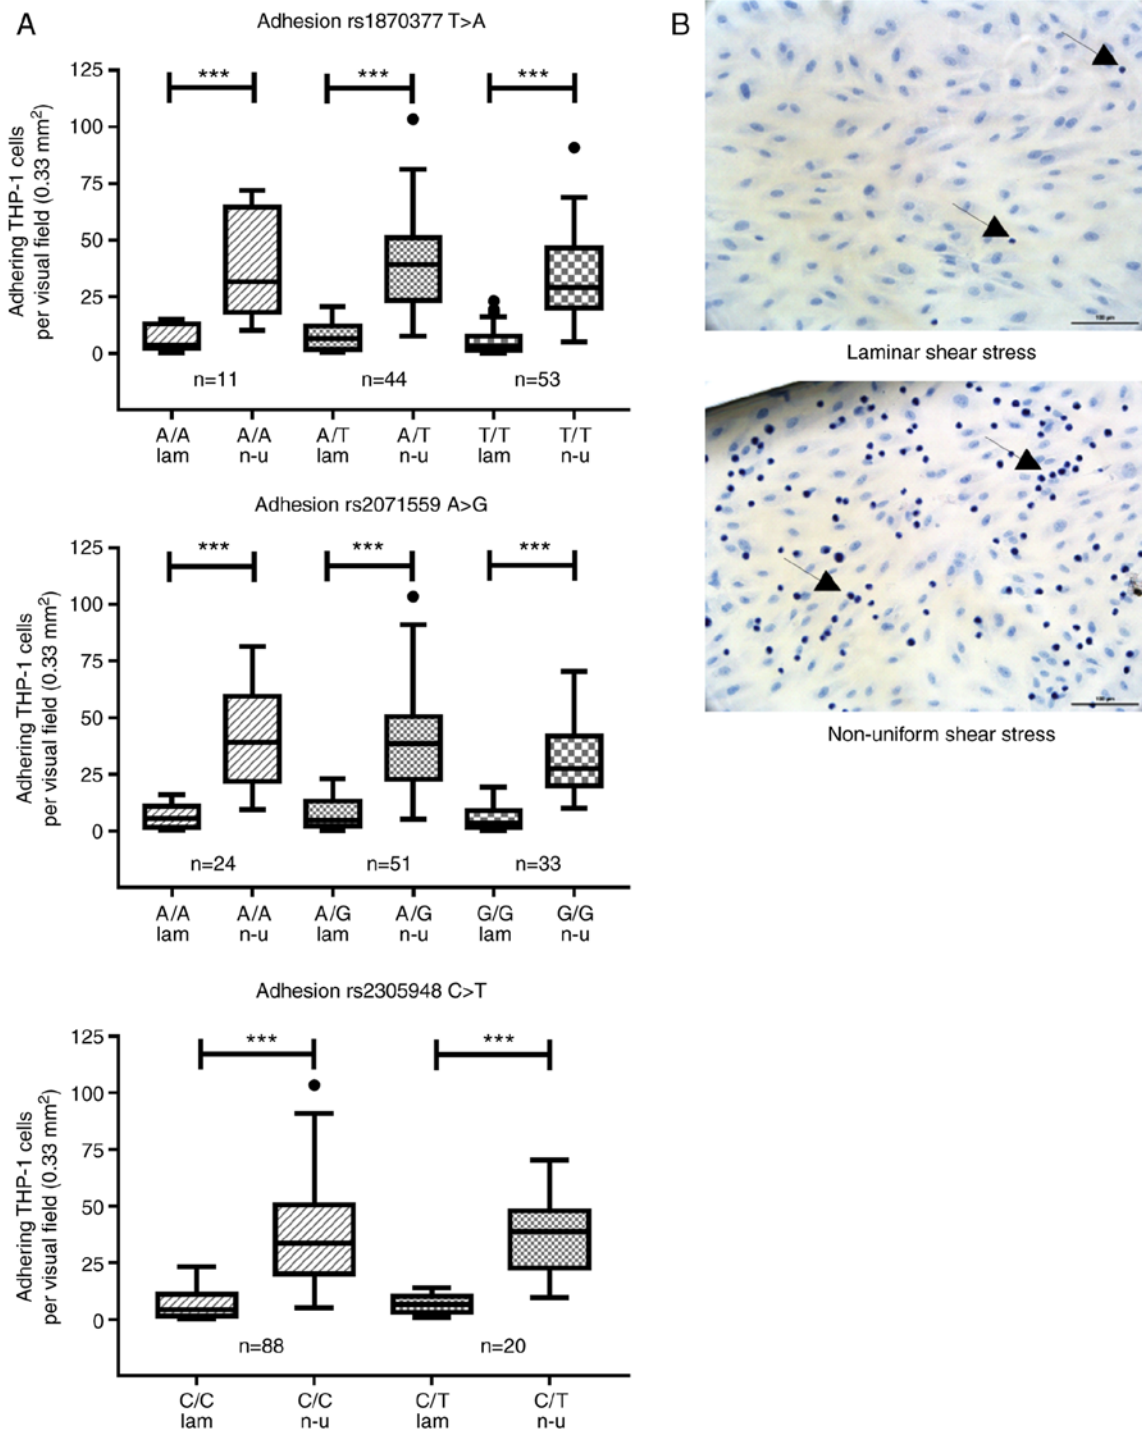 A
Adhesion rs1870377 T>A
Adhering THP-1 cells
per visual field (0.33 mm²)
125
100
75
50
25
0
***
***
***
n=11
n=44
n=53
A/A
lam
A/A
n-u
A/T
lam
A/T
n-u
T/T
lam
T/T
n-u
Adhesion rs2071559 A>G
Adhering THP-1 cells
per visual field (0.33 mm²)
125
100
75
50
25
0
***
***
***
n=24
n=51
n=33
A/A
lam
A/A
n-u
A/G
lam
A/G
n-u
G/G
lam
G/G
n-u
Adhesion rs2305948 C>T
Adhering THP-1 cells
per visual field (0.33 mm²)
125
100
75
50
25
0
***
***
n=88
n=20
C/C
lam
C/C
n-u
C/T
lam
C/T
n-u
B
100 µm
Laminar shear stress
100 µm
Non-uniform shear stress